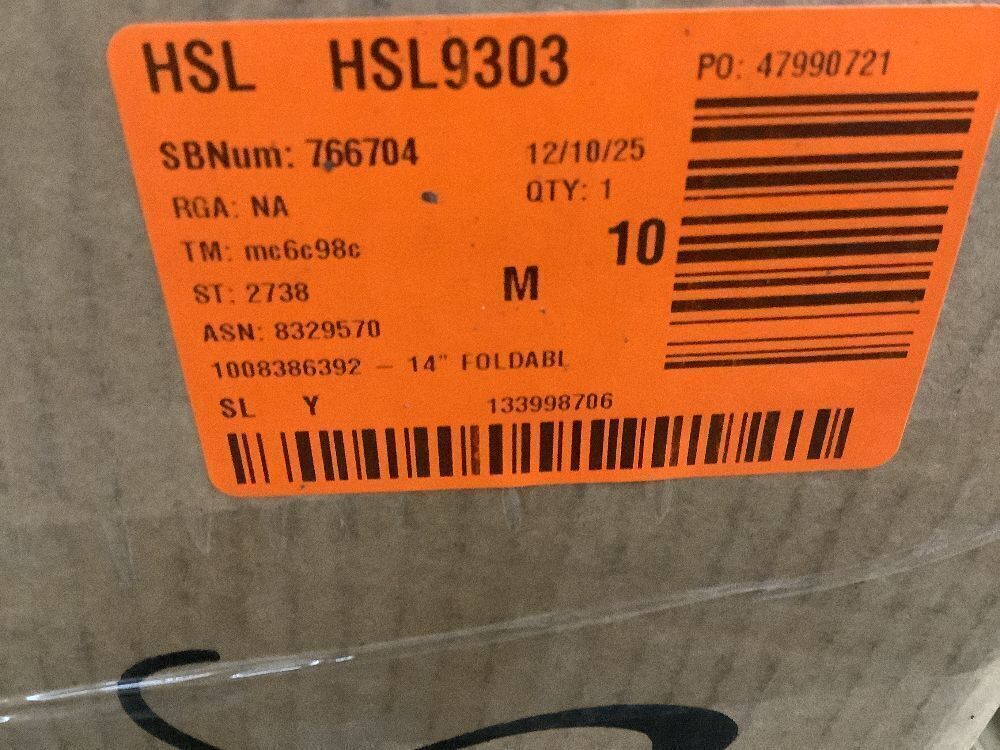 HSL HSL9303 PO: 47990721
SBNum: 766704 12/10/25
RGA: NA QTY: 1
TM: mc6c98c 10
ST: 2738 M
ASN: 8329570
1008386392 - 14" FOLDABL
SL Y 133998706